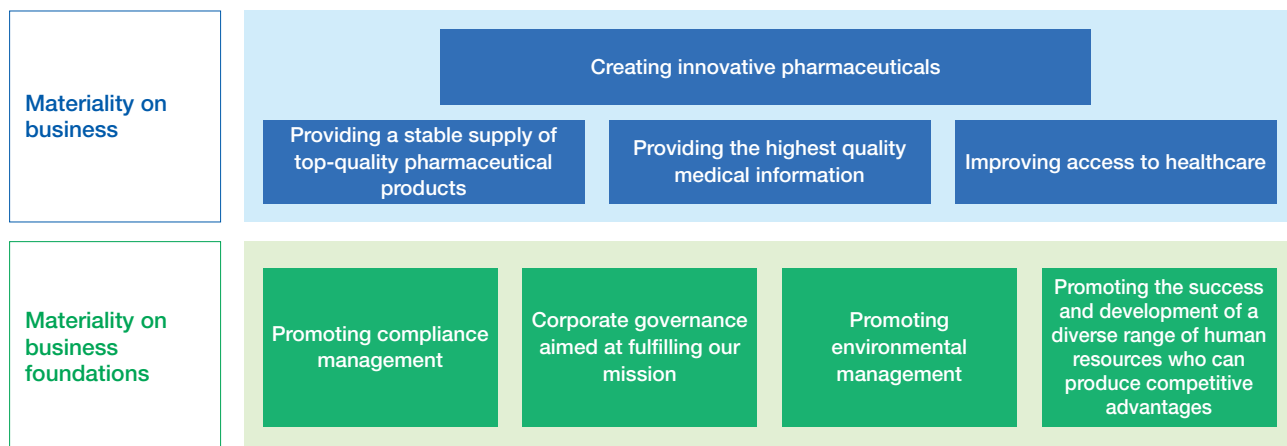 Materiality on
business
Creating innovative pharmaceuticals
Providing a stable supply of
top-quality pharmaceutical
products
Providing the highest quality
medical information
Improving access to healthcare
Materiality on
business
foundations
Promoting compliance
management
Corporate governance
aimed at fulfilling our
mission
Promoting
environmental
management
Promoting the success
and development of a
diverse range of human
resources who can
produce competitive
advantages